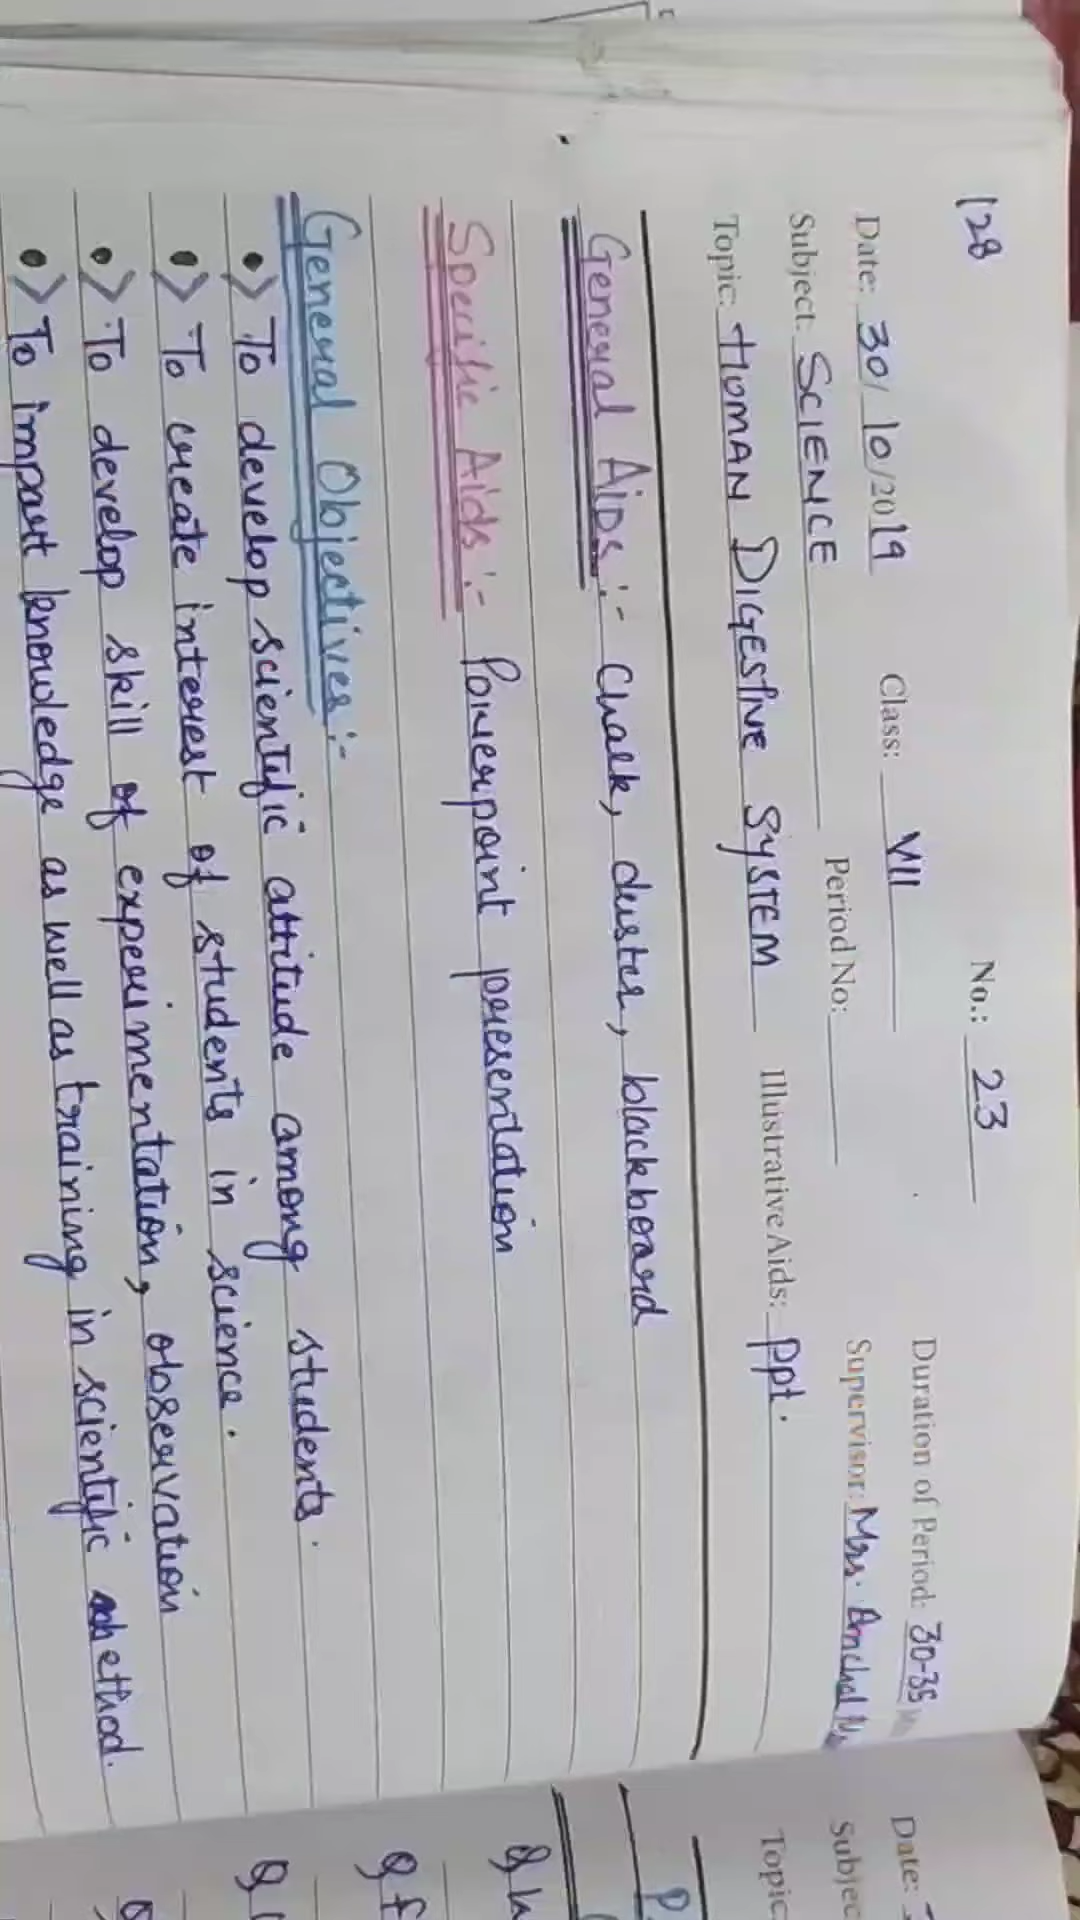 128
No.: 23
Date: 30/10/2019 Class: VII Duration of Period: 30-35
Subject: SCIENCE Period No: Supervisor: Mrs. Anchal
Topic: HUMAN DIGESTIVE SYSTEM Illustrative Aids: ppt.
General Aids :- Chalk, duster, blackboard
Specific Aids :- Powerpoint presentation
General Objectives :-
To develop scientific attitude among students.
To create interest of students in science.
To develop skill of experimentation, observation
To impart knowledge as well as training in scientific method.
Date:
Subjec
Topic